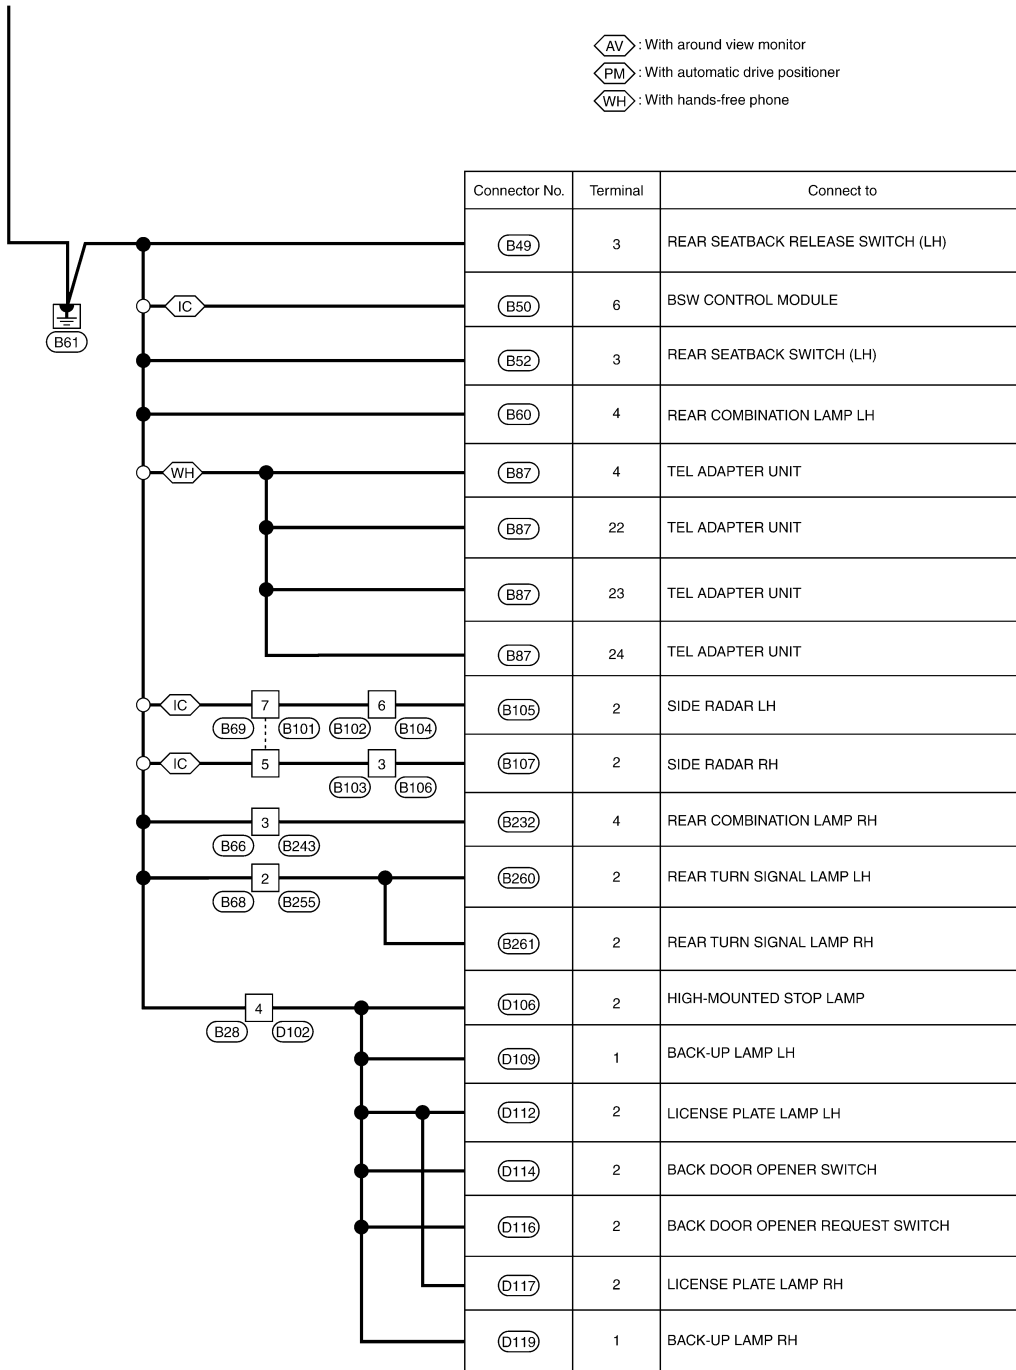 AV : With around view monitor
PM : With automatic drive positioner
WH : With hands-free phone
Connector No. Terminal Connect to
B49 3 REAR SEATBACK RELEASE SWITCH (LH)
IC B50 6 BSW CONTROL MODULE
B61
B52 3 REAR SEATBACK SWITCH (LH)
B60 4 REAR COMBINATION LAMP LH
WH B87 4 TEL ADAPTER UNIT
B87 22 TEL ADAPTER UNIT
B87 23 TEL ADAPTER UNIT
B87 24 TEL ADAPTER UNIT
IC 7 6 B105 2 SIDE RADAR LH
B69 B101 B102 B104
IC 5 3 B107 2 SIDE RADAR RH
B103 B106
3 B232 4 REAR COMBINATION LAMP RH
B66 B243
2 B260 2 REAR TURN SIGNAL LAMP LH
B68 B255
B261 2 REAR TURN SIGNAL LAMP RH
4 D106 2 HIGH-MOUNTED STOP LAMP
B28 D102
D109 1 BACK-UP LAMP LH
D112 2 LICENSE PLATE LAMP LH
D114 2 BACK DOOR OPENER SWITCH
D116 2 BACK DOOR OPENER REQUEST SWITCH
D117 2 LICENSE PLATE LAMP RH
D119 1 BACK-UP LAMP RH